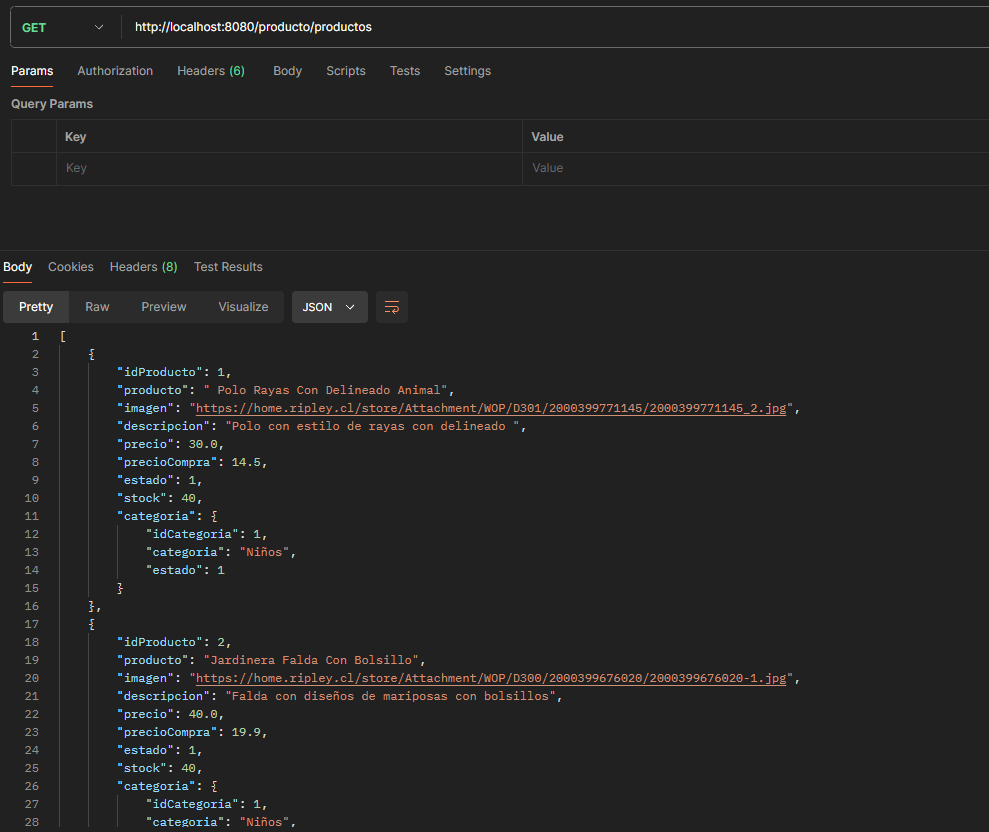 GET http://localhost:8080/producto/productos
Params Authorization Headers (6) Body Scripts Tests Settings
Query Params
Key Value
Key Value
Body Cookies Headers (8) Test Results
Pretty Raw Preview Visualize JSON
1 [
2 {
3 "idProducto": 1,
4 "producto": " Polo Rayas Con Delineado Animal",
5 "imagen": "https://home.ripley.cl/store/Attachment/WOP/D301/2000399771145/2000399771145_2.jpg",
6 "descripcion": "Polo con estilo de rayas con delineado ",
7 "precio": 30.0,
8 "precioCompra": 14.5,
9 "estado": 1,
10 "stock": 40,
11 "categoria": {
12 "idCategoria": 1,
13 "categoria": "Niños",
14 "estado": 1
15 }
16 },
17 {
18 "idProducto": 2,
19 "producto": "Jardinera Falda Con Bolsillo",
20 "imagen": "https://home.ripley.cl/store/Attachment/WOP/D300/2000399676020/2000399676020-1.jpg",
21 "descripcion": "Falda con diseños de mariposas con bolsillos",
22 "precio": 40.0,
23 "precioCompra": 19.9,
24 "estado": 1,
25 "stock": 40,
26 "categoria": {
27 "idCategoria": 1,
28 "categoria": "Niños",